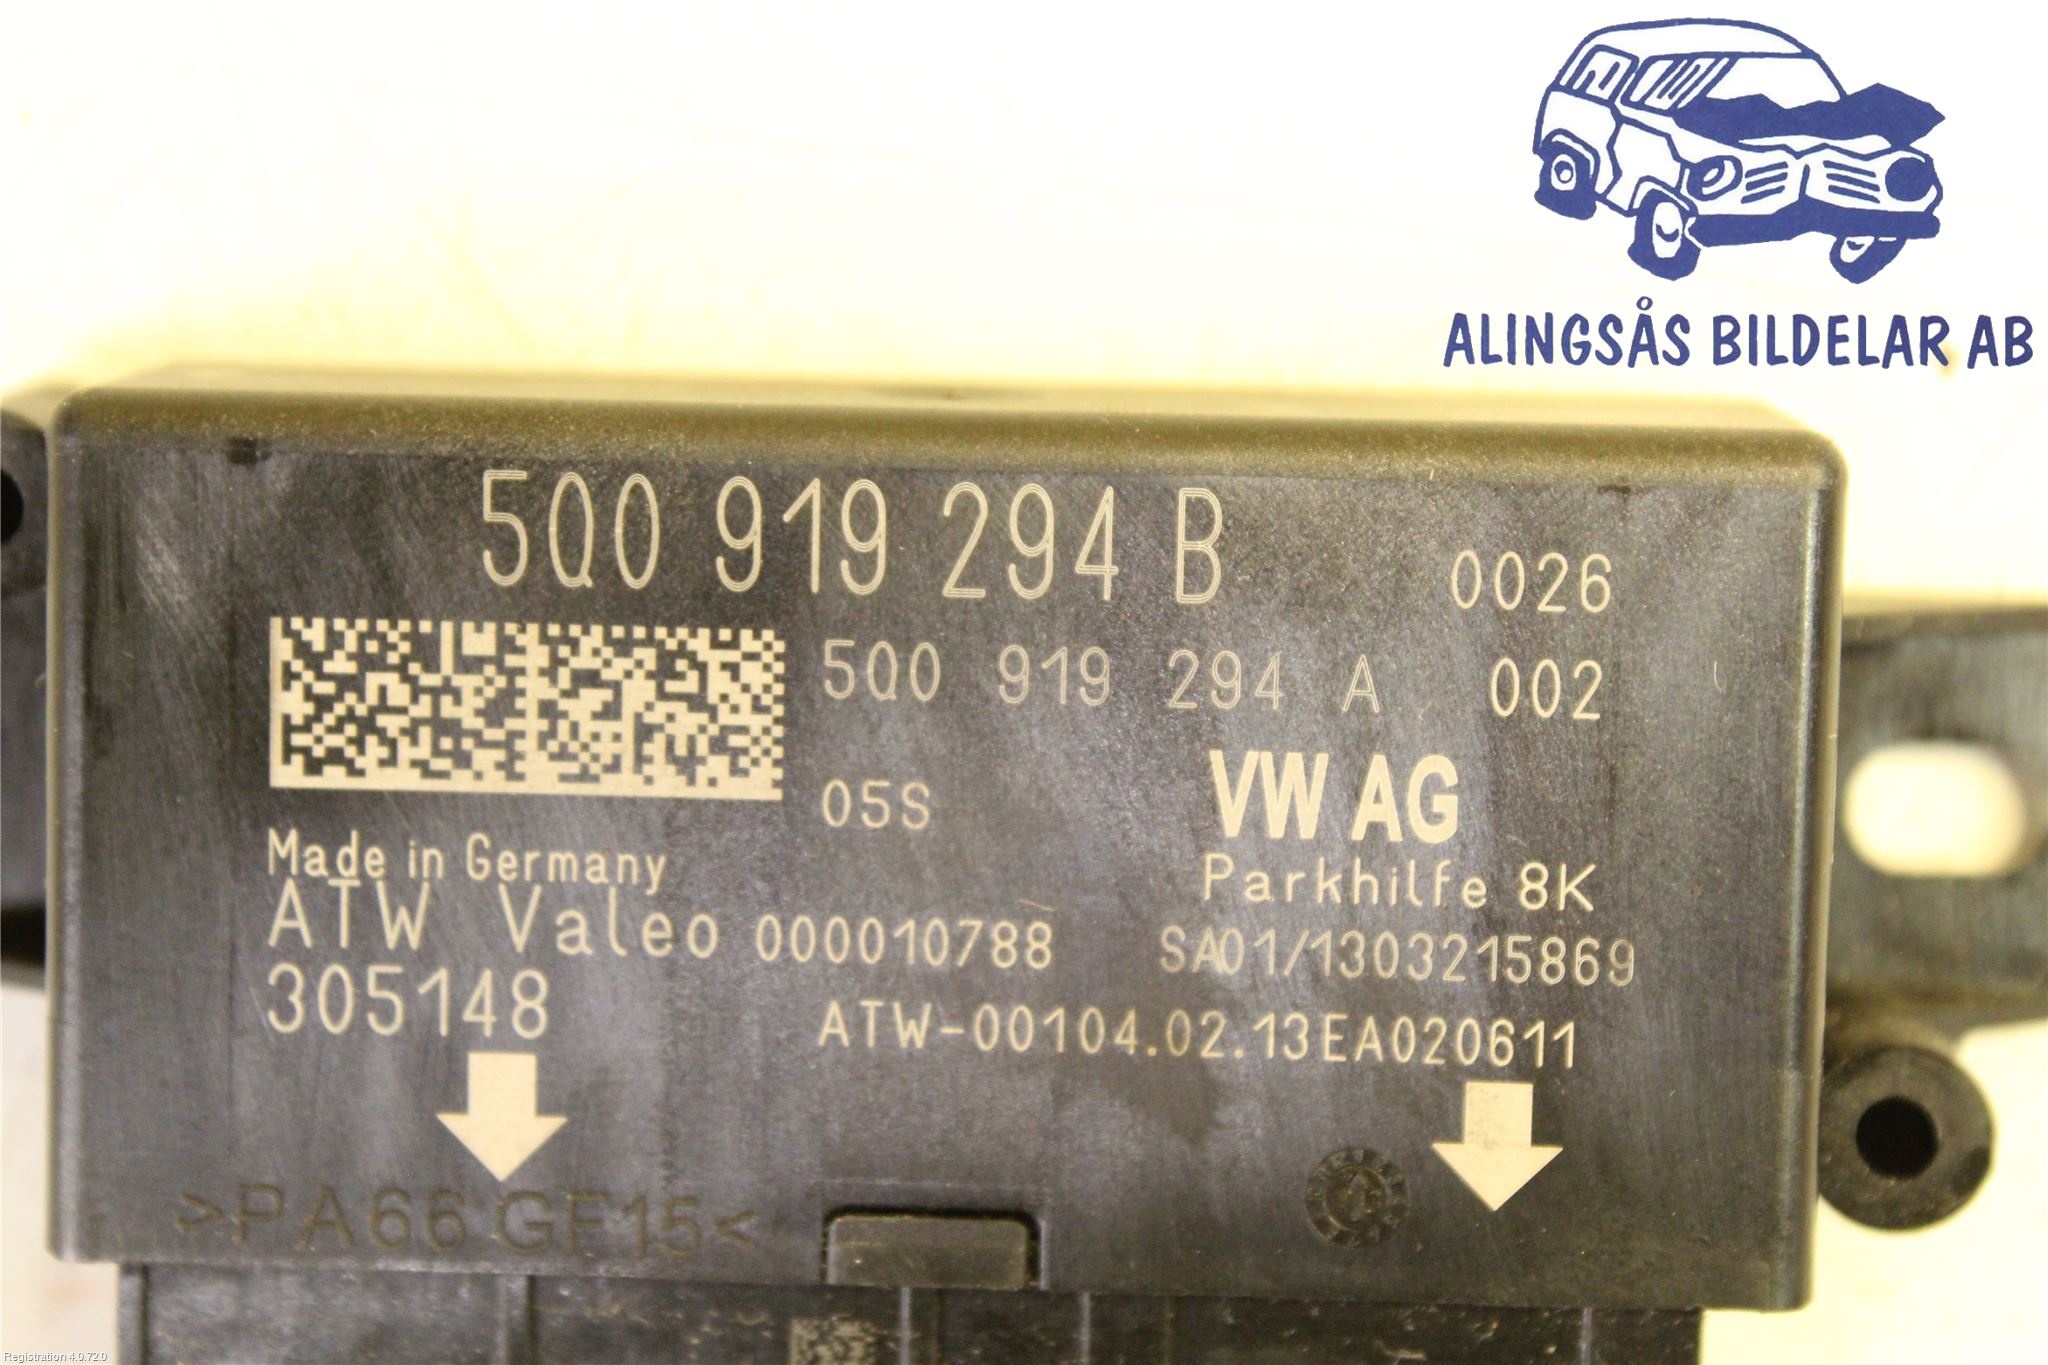 ALINGSÅS BILDELAR AB
5Q0 919 294 B 0026
5Q0 919 294 A 002
05S
VW AG
Made in Germany
Parkhilfe 8K
ATW Valeo 000010788 SA01/1303215869
305148
ATW-00104.02.13EA020611
>PA66 GF15<
Registration 4.0.72.0